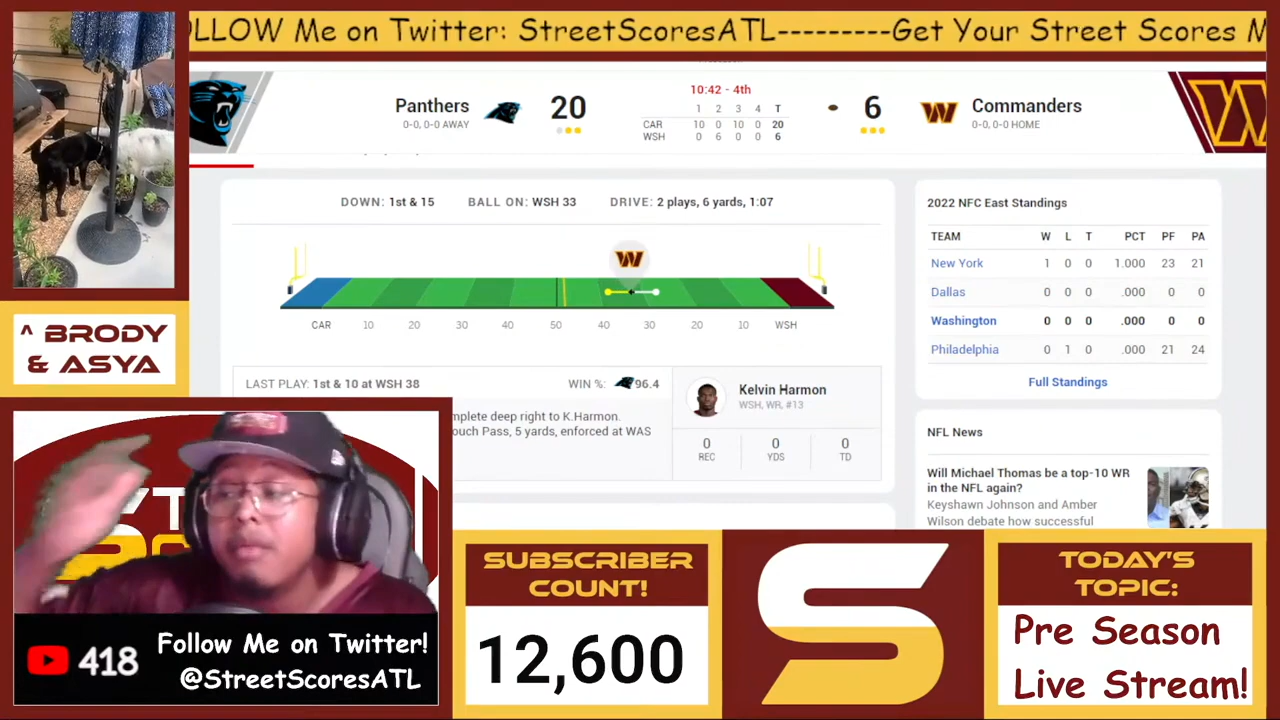 OLLOW Me on Twitter: StreetScoresATL---------Get Your Street Scores M
Panthers
0-0, 0-0 AWAY
20
10:42 - 4th
1 2 3 4 T
CAR 10 0 10 0 20
WSH 0 6 0 0 6
6
Commanders
0-0, 0-0 HOME
DOWN: 1st & 15 BALL ON: WSH 33 DRIVE: 2 plays, 6 yards, 1:07
W
CAR 10 20 30 40 50 40 30 20 10 WSH
LAST PLAY: 1st & 10 at WSH 38 WIN %: 96.4
mplete deep right to K.Harmon.
ouch Pass, 5 yards, enforced at WAS
Kelvin Harmon
WSH, WR, #13
0 0 0
REC YDS TD
2022 NFC East Standings
TEAM W L T PCT PF PA
New York 1 0 0 1.000 23 21
Dallas 0 0 0 .000 0 0
Washington 0 0 0 .000 0 0
Philadelphia 0 1 0 .000 21 24
Full Standings
NFL News
Will Michael Thomas be a top-10 WR
in the NFL again?
Keyshawn Johnson and Amber
Wilson debate how successful
^ BRODY
& ASYA
YT
418
Follow Me on Twitter!
@StreetScoresATL
SUBSCRIBER
COUNT!
12,600
S
TODAY'S
TOPIC:
Pre Season
Live Stream!